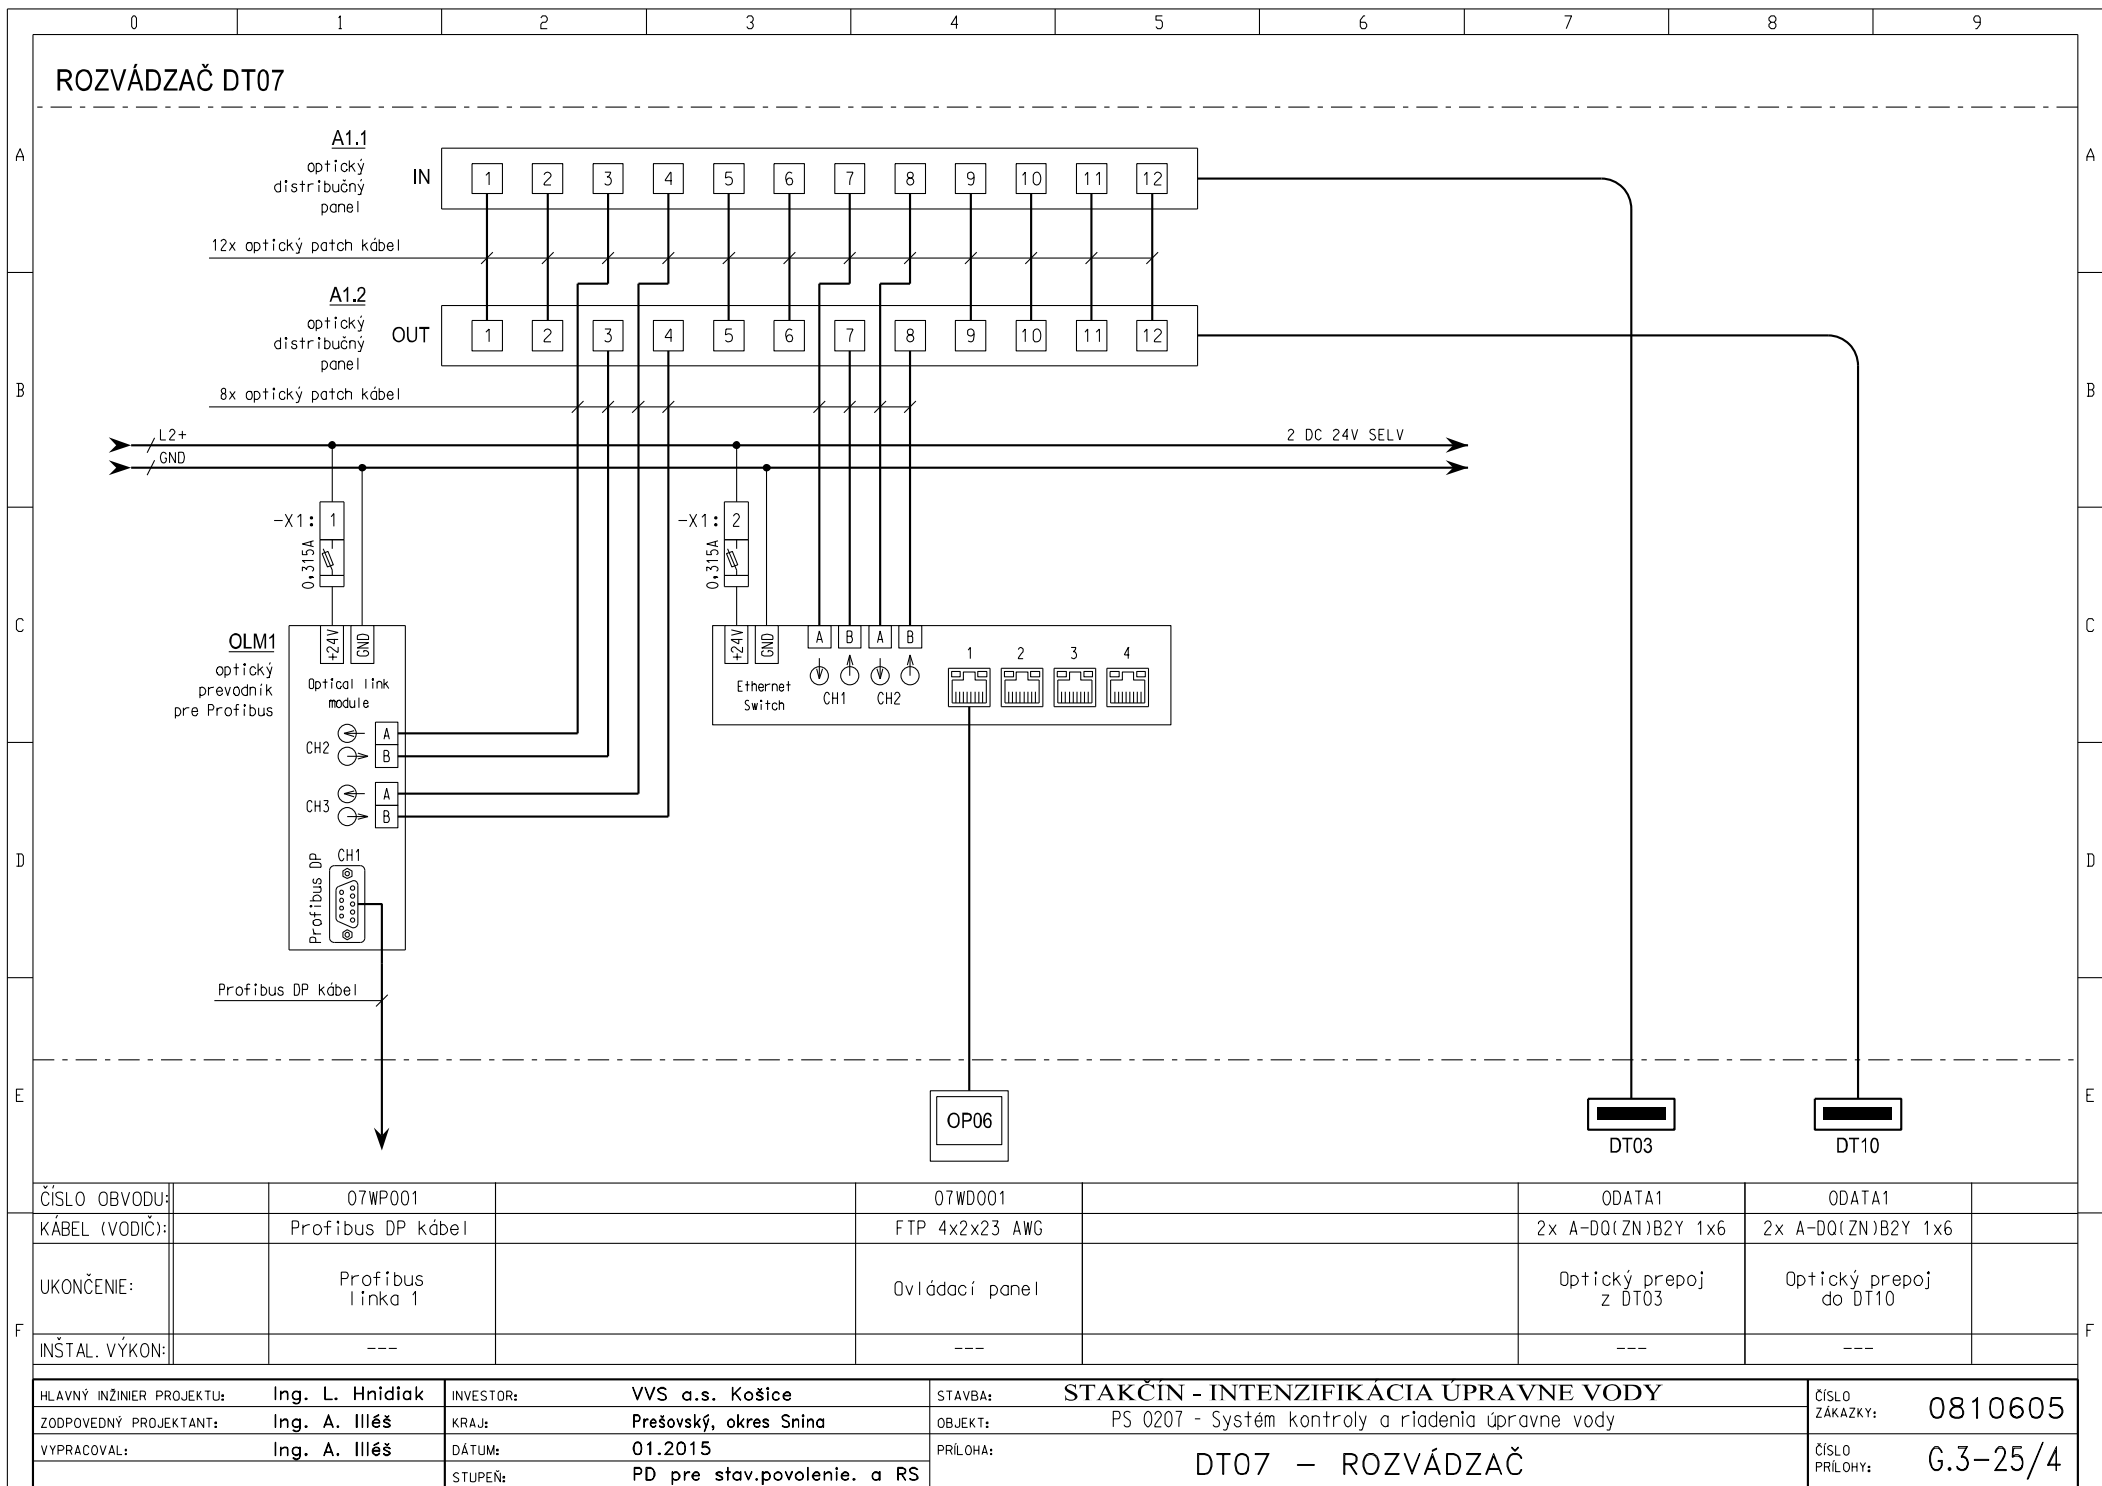 0 1 2 3 4 5 6 7 8 9
ROZVÁDZAČ DT07
A A
A1.1
optický
distribučný
panel
IN
1 2 3 4 5 6 7 8 9 10 11 12
12x optický patch kábel
A1.2
optický
distribučný
panel
OUT
1 2 3 4 5 6 7 8 9 10 11 12
B B
8x optický patch kábel
L2+
2 DC 24V SELV
GND
-X1: 1
0,315A
-X1: 2
0,315A
C C
OLM1
optický
prevodník
pre Profibus
+24V GND
Optical link
module
CH2 A
B
CH3 A
B
CH1
Profibus DP
+24V GND A B A B
Ethernet
Switch
CH1 CH2
1 2 3 4
D D
Profibus DP kábel
E E
OP06
DT03
DT10
ČÍSLO OBVODU: 07WP001 07WD001 ODATA1 ODATA1
KÁBEL (VODIČ): Profibus DP kábel FTP 4x2x23 AWG 2x A-DQ(ZN)B2Y 1x6 2x A-DQ(ZN)B2Y 1x6
UKONČENIE:
Profibus
linka 1
Ovládací panel
Optický prepoj
z DT03
Optický prepoj
do DT10
F F
INŠTAL. VÝKON: --- --- --- ---
HLAVNÝ INŽINIER PROJEKTU: Ing. L. Hnidiak
ZODPOVEDNÝ PROJEKTANT: Ing. A. Illéš
VYPRACOVAL: Ing. A. Illéš
INVESTOR: VVS a.s. Košice
KRAJ: Prešovský, okres Snina
DÁTUM: 01.2015
STUPEŇ: PD pre stav.povolenie. a RS
STAVBA: STAKČÍN - INTENZIFIKÁCIA ÚPRAVNE VODY
OBJEKT: PS 0207 - Systém kontroly a riadenia úpravne vody
PRÍLOHA: DT07 – ROZVÁDZAČ
ČÍSLO
ZÁKAZKY: 0810605
ČÍSLO
PRÍLOHY: G.3-25/4